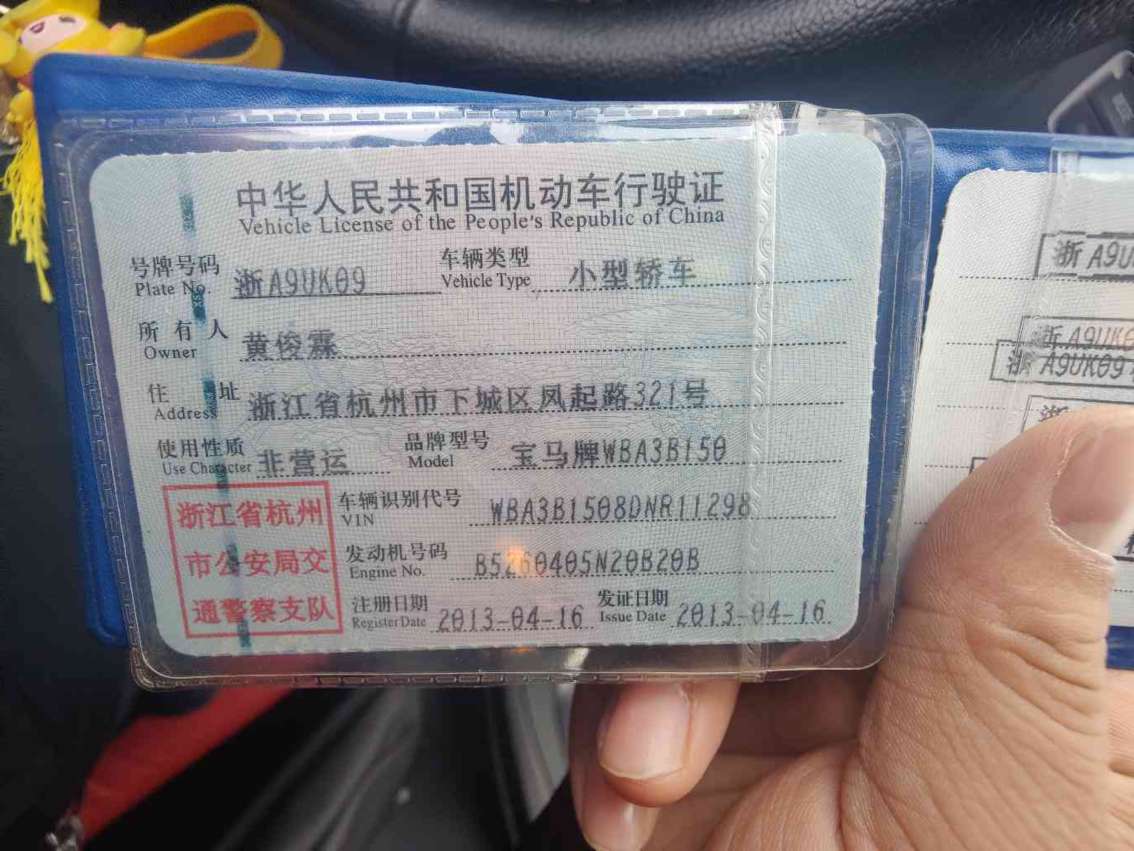 中华人民共和国机动车行驶证
Vehicle License of the People's Republic of China
号牌号码 浙A9UK09 车辆类型 小型轿车
Plate No. Vehicle Type
所有人 黄俊霖
Owner
住址 浙江省杭州市下城区凤起路321号
Address
使用性质 非营运 品牌型号 宝马牌WBA3B150
Use Character Model
浙江省杭州
市公安局交
通警察支队
车辆识别代号 WBA3B1508DNR11298
VIN
发动机号码 B5260405N20B20B
Engine No.
注册日期 2013-04-16 发证日期 2013-04-16
Register Date Issue Date
浙A9U
浙A9UK0
浙A9UK09